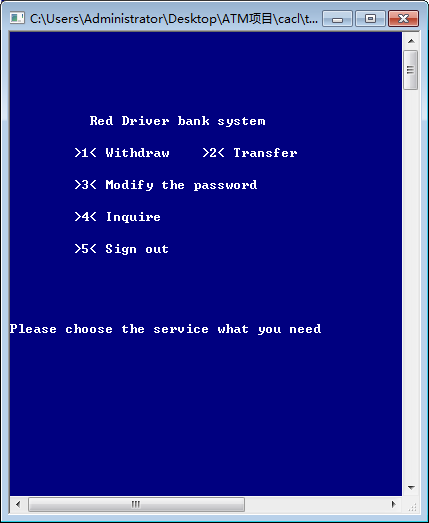 C:\Users\Administrator\Desktop\ATM项目\cacl\t...
Red Driver bank system
>1< Withdraw >2< Transfer
>3< Modify the password
>4< Inquire
>5< Sign out
Please choose the service what you need